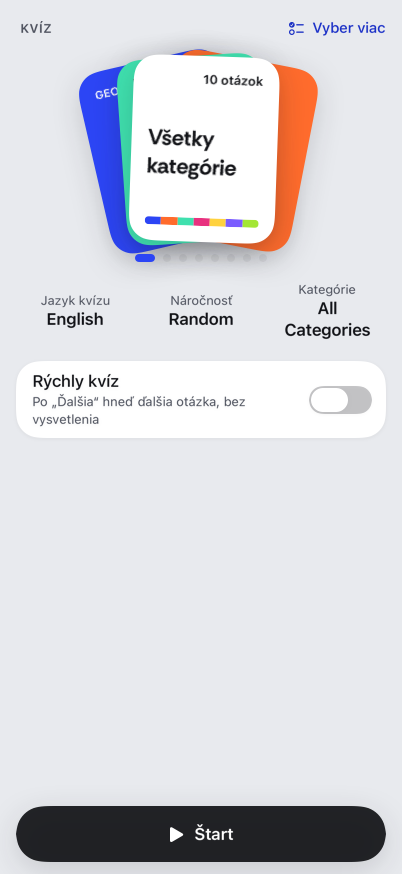 KVÍZ
Vyber viac
10 otázok
Všetky
kategórie
Jazyk kvízu
English
Náročnosť
Random
Kategórie
All
Categories
Rýchly kvíz
Po „Ďalšia“ hneď ďalšia otázka, bez
vysvetlenia
Štart